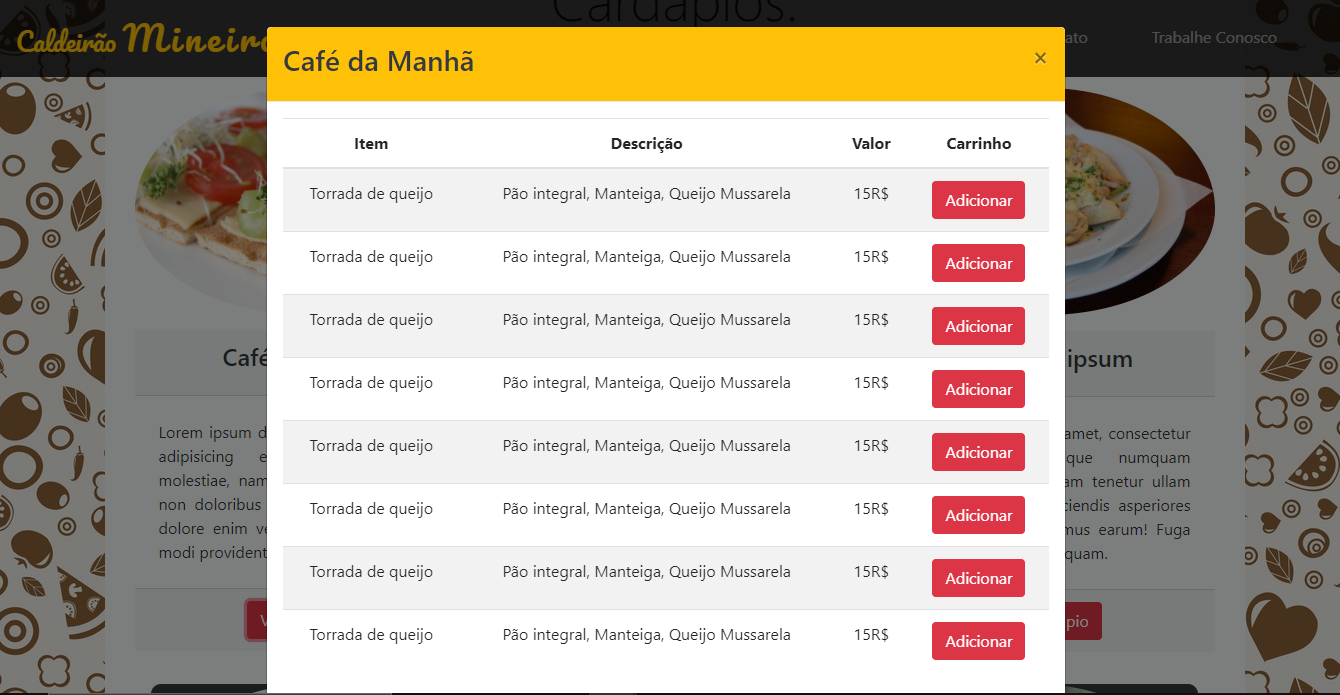 Cardápios.
Caldeirão Mineiro
Trabalhe Conosco
Café da Manhã
×
Item Descrição Valor Carrinho
Torrada de queijo Pão integral, Manteiga, Queijo Mussarela 15R$ Adicionar
Torrada de queijo Pão integral, Manteiga, Queijo Mussarela 15R$ Adicionar
Torrada de queijo Pão integral, Manteiga, Queijo Mussarela 15R$ Adicionar
Torrada de queijo Pão integral, Manteiga, Queijo Mussarela 15R$ Adicionar
Torrada de queijo Pão integral, Manteiga, Queijo Mussarela 15R$ Adicionar
Torrada de queijo Pão integral, Manteiga, Queijo Mussarela 15R$ Adicionar
Torrada de queijo Pão integral, Manteiga, Queijo Mussarela 15R$ Adicionar
Torrada de queijo Pão integral, Manteiga, Queijo Mussarela 15R$ Adicionar
Café
Lorem ipsum
adipisicing
molestiae, nam
non doloribus
dolore enim
modi provident
ipsum
amet, consectetur
que numquam
tenetur ullam
asperiores
earum! Fuga
quam.